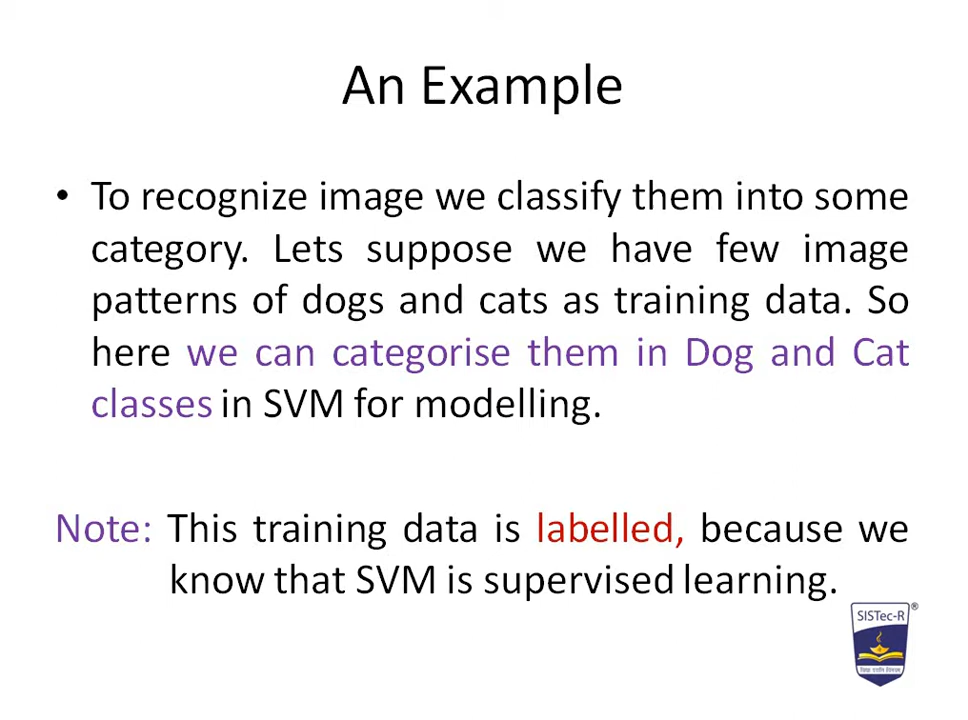 An Example
• To recognize image we classify them into some
category. Lets suppose we have few image
patterns of dogs and cats as training data. So
here we can categorise them in Dog and Cat
classes in SVM for modelling.
Note: This training data is labelled, because we
know that SVM is supervised learning.
SISTec-R
®